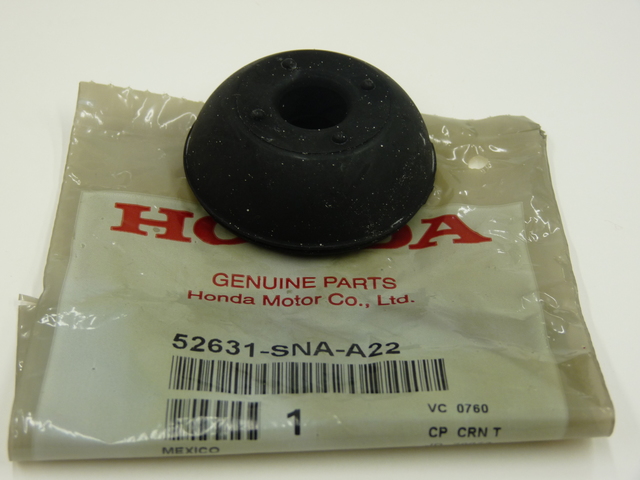 HONDA
GENUINE PARTS
Honda Motor Co., Ltd.
52631-SNA-A22
1
VC 0760
CP CRN T
MEXICO